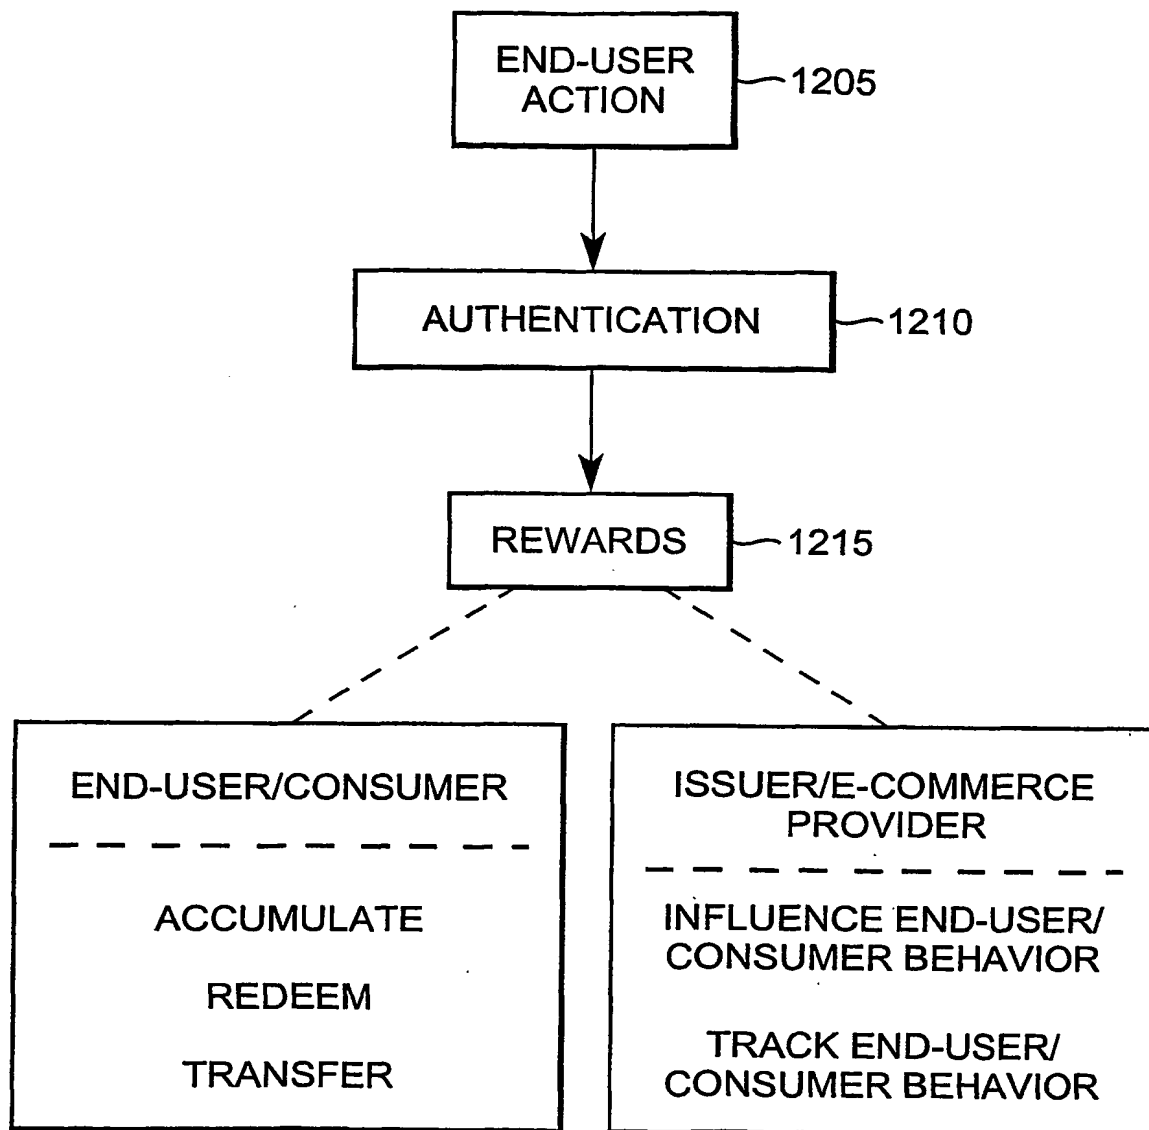 END-USER
ACTION
1205
AUTHENTICATION
1210
REWARDS
1215
END-USER/CONSUMER
ACCUMULATE
REDEEM
TRANSFER
ISSUER/E-COMMERCE
PROVIDER
INFLUENCE END-USER/
CONSUMER BEHAVIOR
TRACK END-USER/
CONSUMER BEHAVIOR